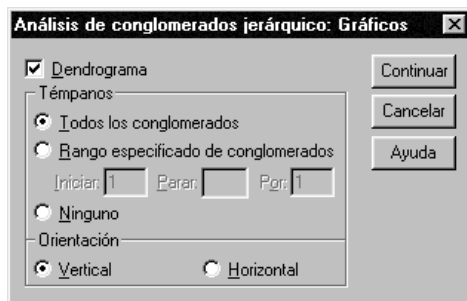 Análisis de conglomerados jerárquico: Gráficos
Dendrograma
Témpanos
Todos los conglomerados
Rango especificado de conglomerados
Iniciar: 1 Parar: Por: 1
Ninguno
Orientación
Vertical Horizontal
Continuar
Cancelar
Ayuda